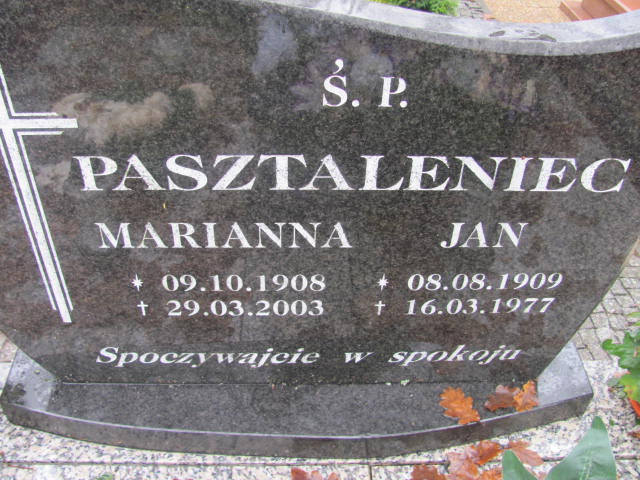 Ś. P.
PASZTALENIEC
MARIANNA JAN
* 09.10.1908 * 08.08.1909
† 29.03.2003 † 16.03.1977
Spoczywajcie w spokoju